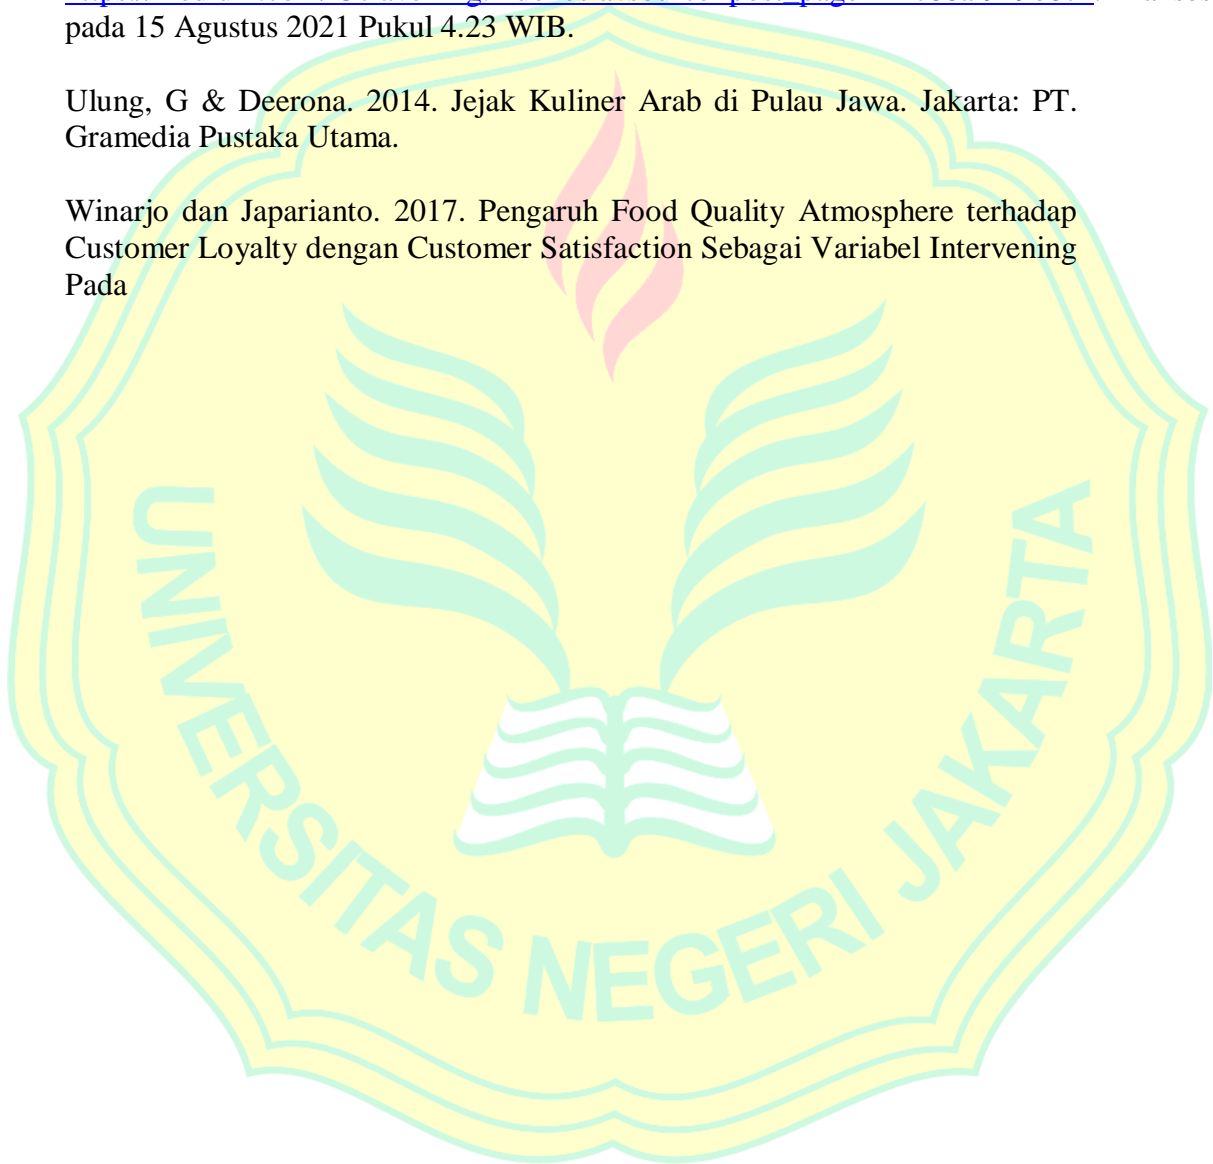 pada 15 Agustus 2021 Pukul 4.23 WIB.
Ulung, G & Deerona. 2014. Jejak Kuliner Arab di Pulau Jawa. Jakarta: PT.
Gramedia Pustaka Utama.
Winarjo dan Japarianto. 2017. Pengaruh Food Quality Atmosphere terhadap
Customer Loyalty dengan Customer Satisfaction Sebagai Variabel Intervening
Pada
UNIVERSITAS NEGERI JAKARTA